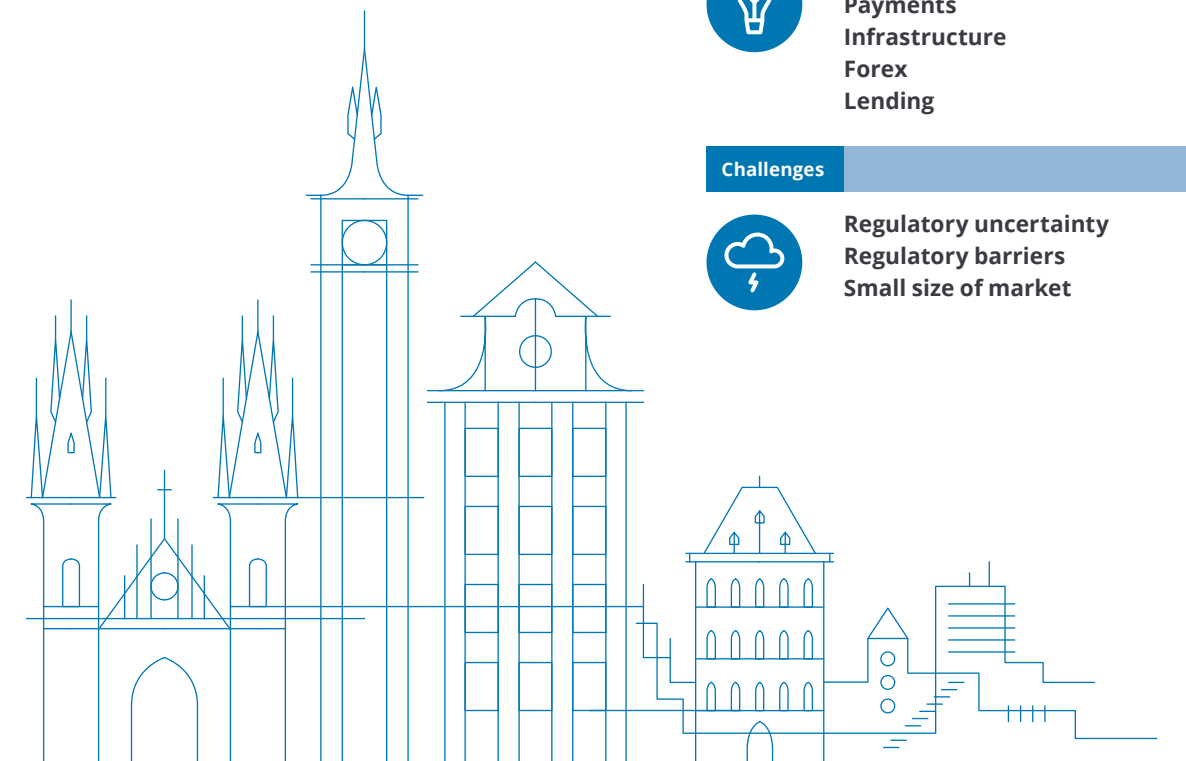 Payments
Infrastructure
Forex
Lending
Challenges
Regulatory uncertainty
Regulatory barriers
Small size of market